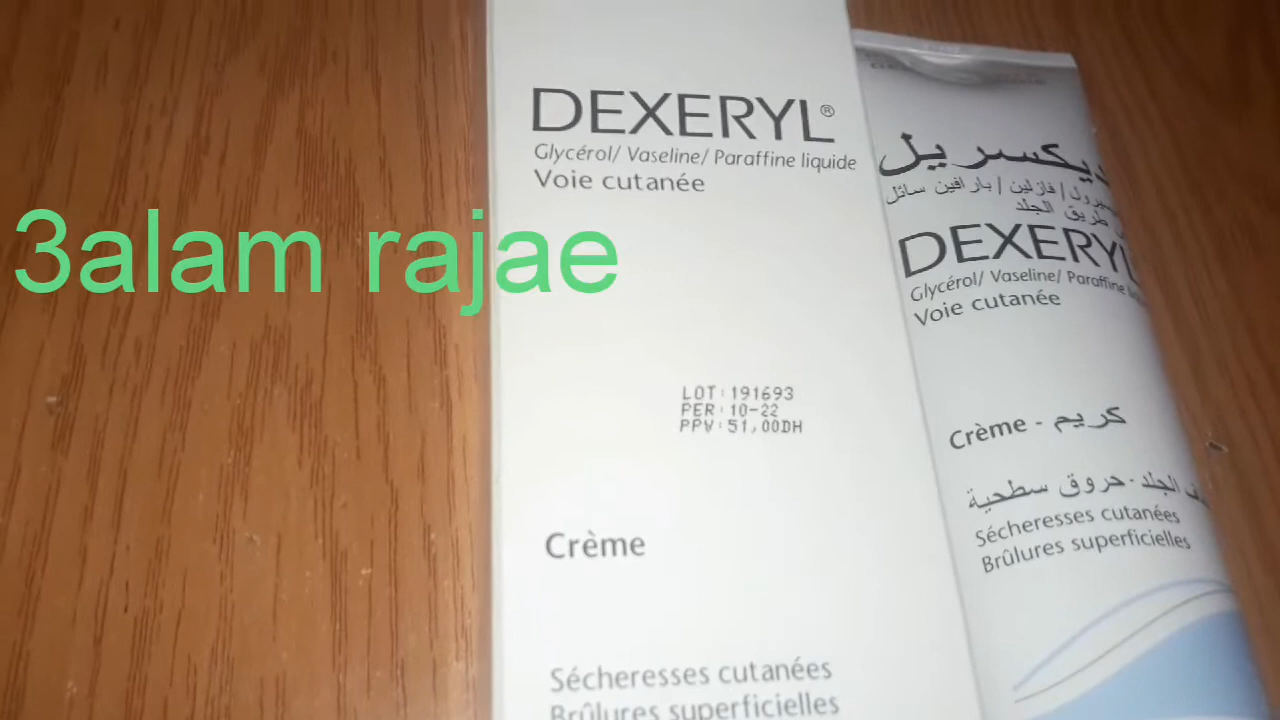 DEXERYL®
Glycérol/ Vaseline/ Paraffine liquide
Voie cutanée
3alam rajae
LOT: 191693
PER: 10-22
PPV: 51,00DH
Crème
Sécheresses cutanées
Brûlures superficielles
ديكسريل
/ فازلين / بارافين سائل
طريق الجلد
DEXERYL
Glycérol/ Vaseline/ Paraffine
Voie cutanée
Crème - كريم
الجلد - حروق سطحية
Sécheresses cutanées
Brûlures superficielles